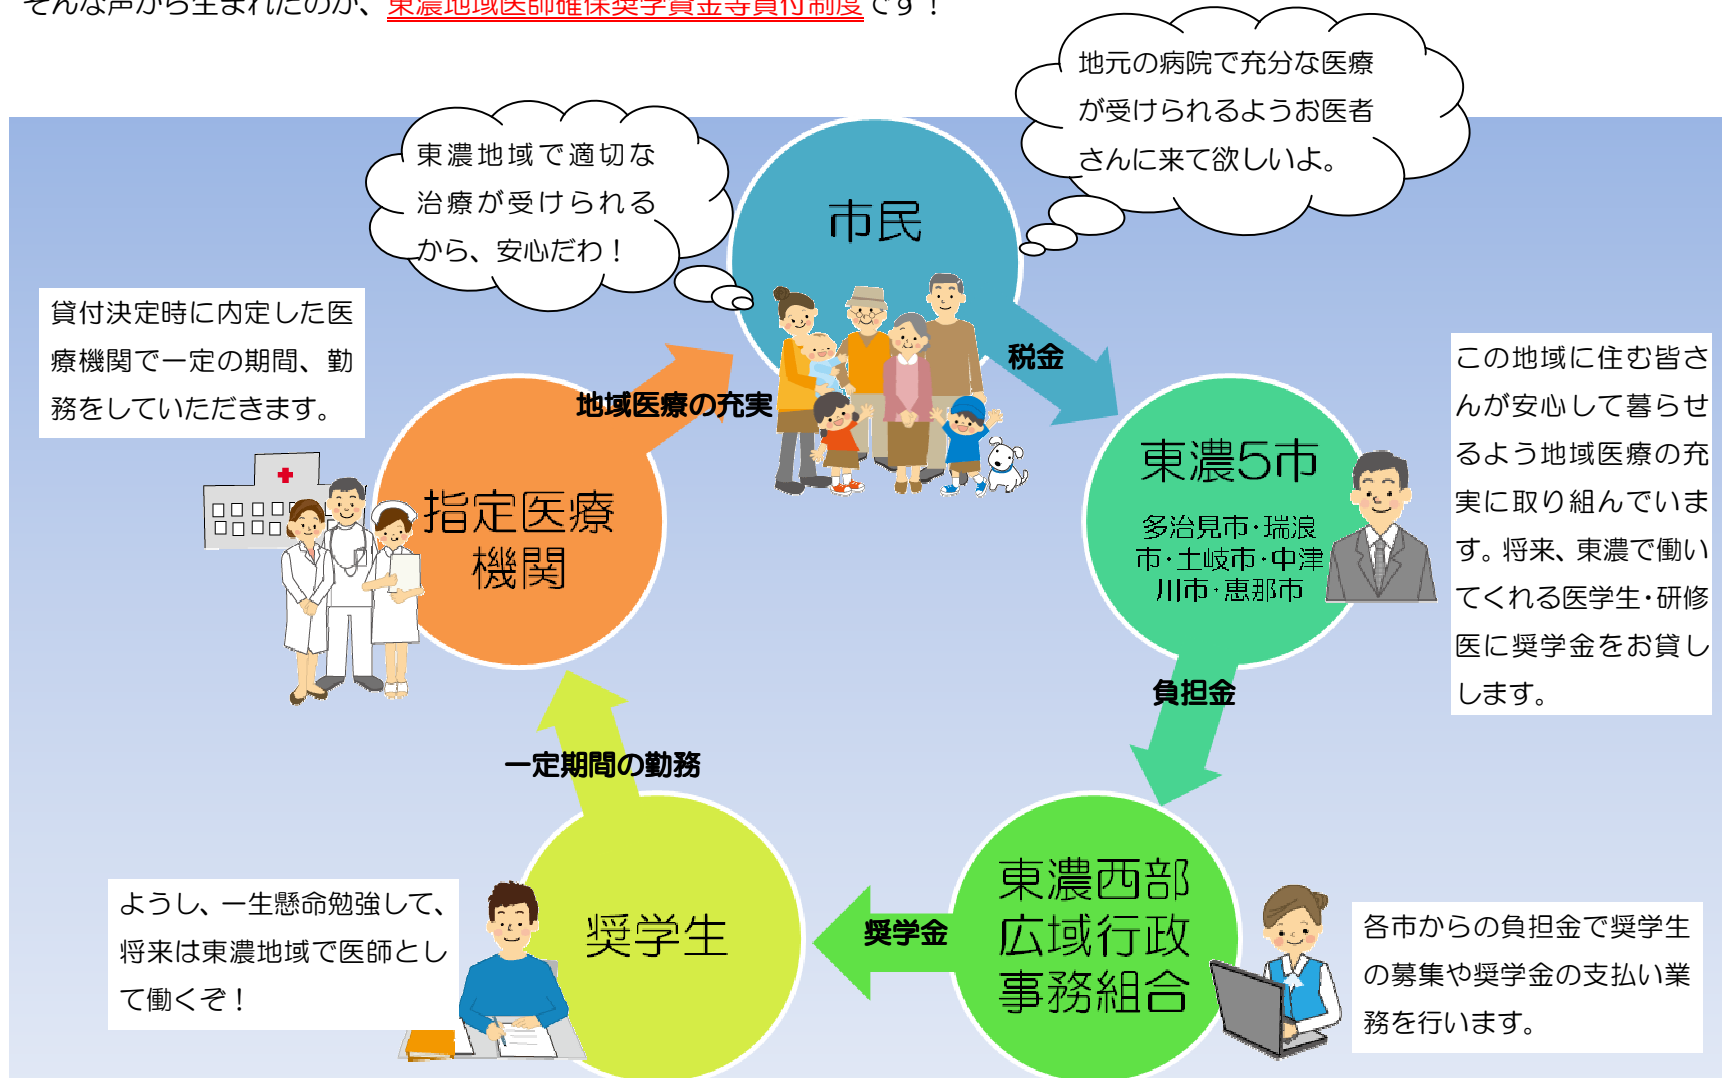 そんな声から生まれたのが、東濃地域医師確保奨学資金等貸付制度です！
地元の病院で充分な医療
が受けられるようお医者
さんに来て欲しいよ。
東濃地域で適切な
治療が受けられる
から、安心だわ！
市民
貸付決定時に内定した医
療機関で一定の期間、勤
務をしていただきます。
税金
地域医療の充実
この地域に住む皆さ
んが安心して暮らせ
るよう地域医療の充
実に取り組んでいま
す。将来、東濃で働い
てくれる医学生・研修
医に奨学金をお貸し
します。
東濃5市
多治見市・瑞浪
市・土岐市・中津
川市・恵那市
指定医療
機関
負担金
一定期間の勤務
東濃西部
広域行政
事務組合
奨学金
奨学生
ようし、一生懸命勉強して、
将来は東濃地域で医師とし
て働くぞ！
各市からの負担金で奨学生
の募集や奨学金の支払い業
務を行います。